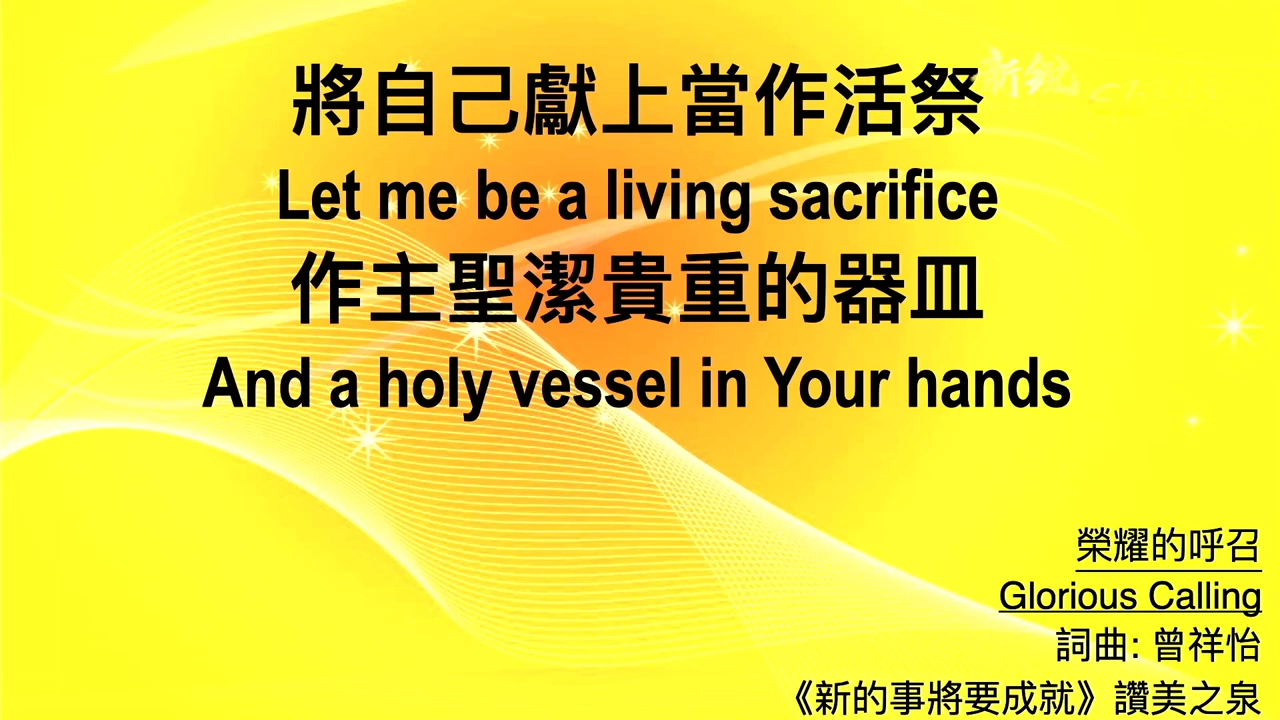 將自己獻上當作活祭
Let me be a living sacrifice
作主聖潔貴重的器皿
And a holy vessel in Your hands
榮耀的呼召
Glorious Calling
詞曲: 曾祥怡
《新的事將要成就》讚美之泉